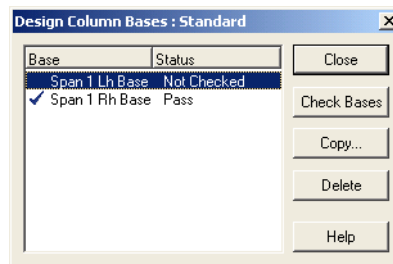 Design Column Bases : Standard
Base Status
Span 1 Lh Base Not Checked
Span 1 Rh Base Pass
Close
Check Bases
Copy...
Delete
Help